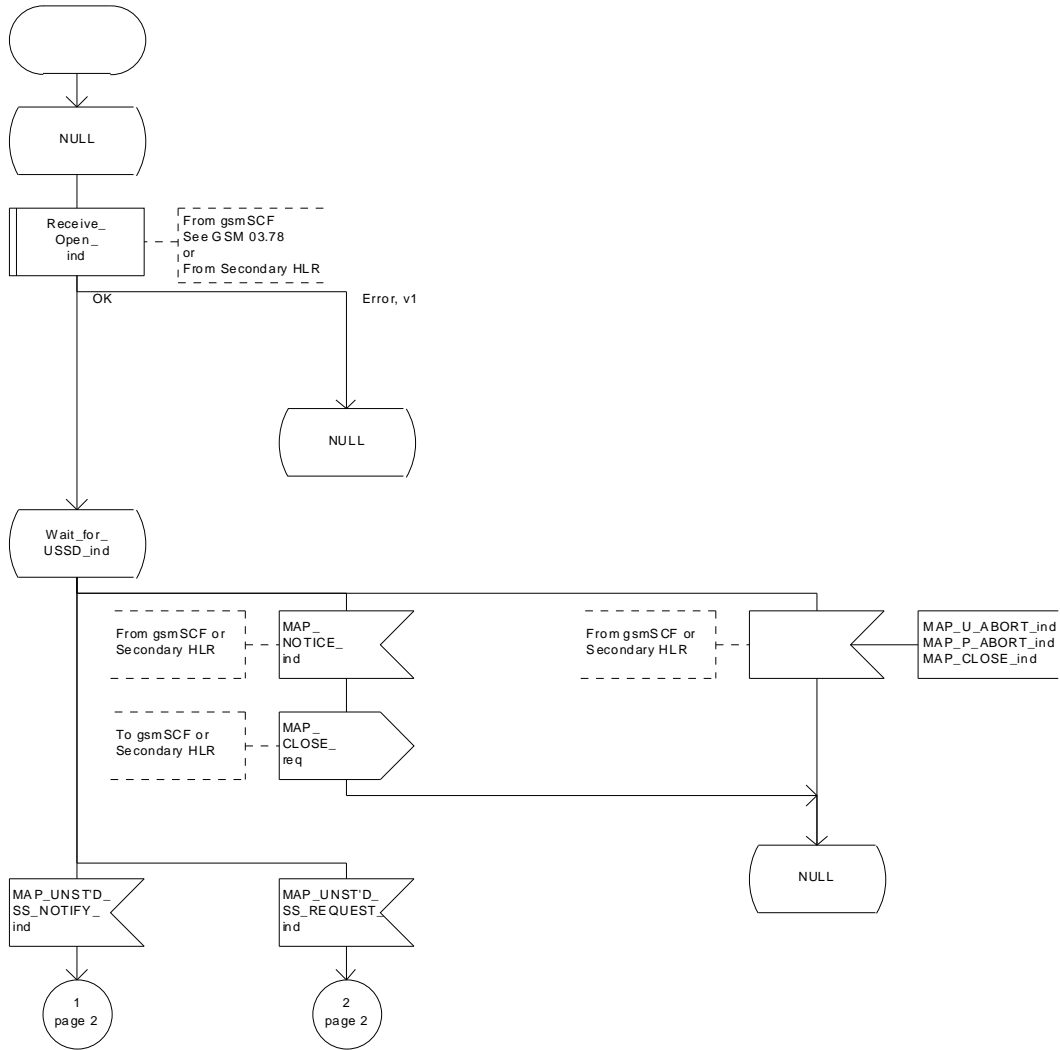 NULL
Receive_
Open_
ind
From gsmSCF
See GSM 03.78
or
From Secondary HLR
OK
Error, v1
NULL
Wait_for_
USSD_ind
From gsmSCF or
Secondary HLR
MAP_
NOTICE_
ind
From gsmSCF or
Secondary HLR
MAP_U_ABORT_ind
MAP_P_ABORT_ind
MAP_CLOSE_ind
To gsmSCF or
Secondary HLR
MAP_
CLOSE_
req
NULL
MAP_UNST'D_
SS_NOTIFY_
ind
MAP_UNST'D_
SS_REQUEST_
ind
1
page 2
2
page 2